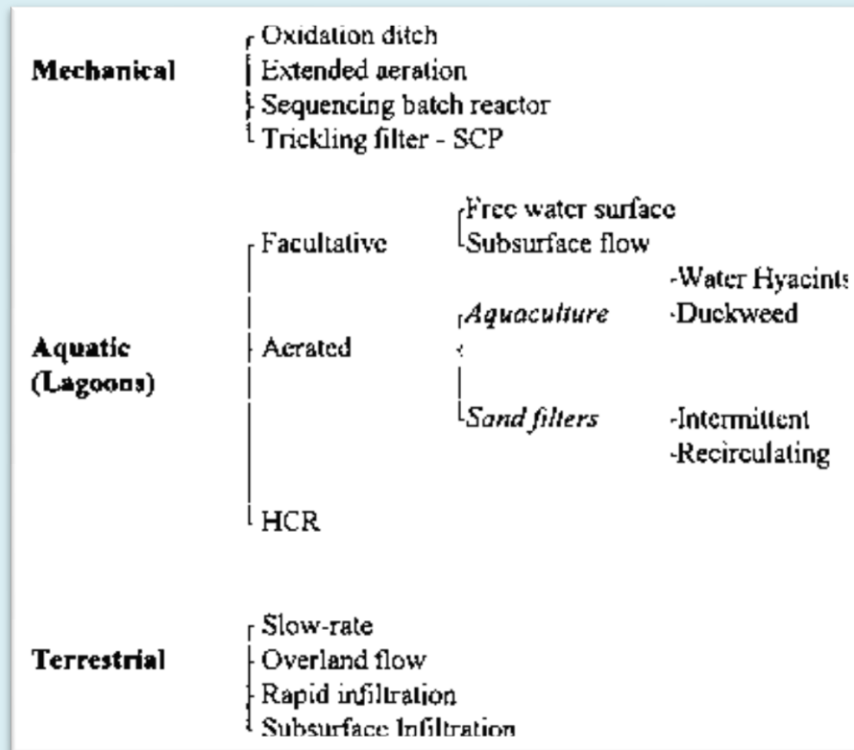 Mechanical
Oxidation ditch
Extended aeration
Sequencing batch reactor
Trickling filter - SCP
Aquatic
(Lagoons)
Facultative
Free water surface
Subsurface flow
Aerated
Aquaculture
-Water Hyacints
-Duckweed
Sand filters
-Intermittent
-Recirculating
HCR
Terrestrial
Slow-rate
Overland flow
Rapid infiltration
Subsurface Infiltration